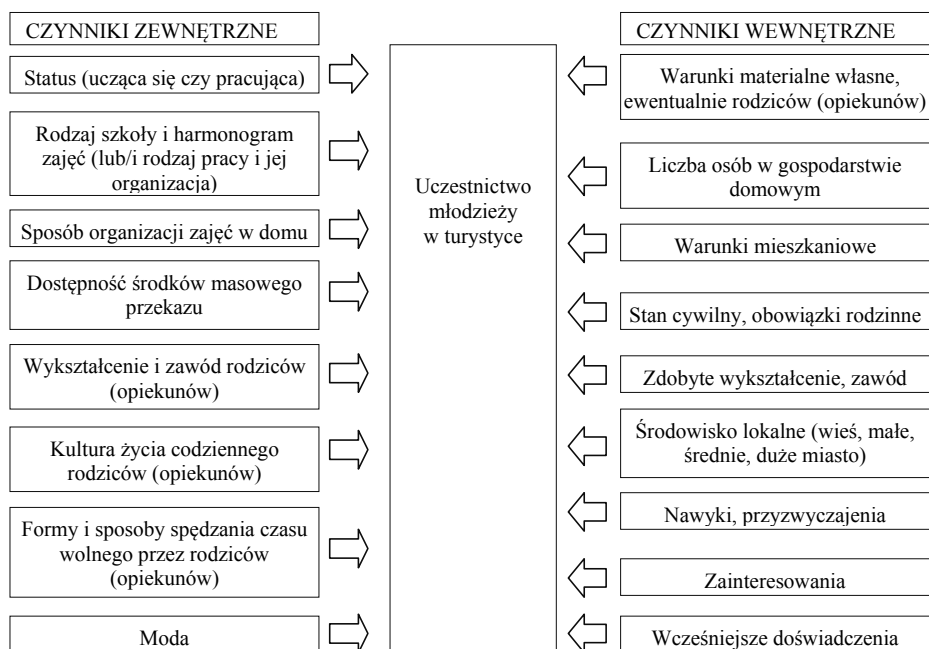 CZYNNIKI ZEWNĘTRZNE
Status (ucząca się czy pracująca)
Rodzaj szkoły i harmonogram
zajęć (lub/i rodzaj pracy i jej
organizacja)
Sposób organizacji zajęć w domu
Dostępność środków masowego
przekazu
Wykształcenie i zawód rodziców
(opiekunów)
Kultura życia codziennego
rodziców (opiekunów)
Formy i sposoby spędzania czasu
wolnego przez rodziców
(opiekunów)
Moda
Uczestnictwo
młodzieży
w turystyce
CZYNNIKI WEWNĘTRZNE
Warunki materialne własne,
ewentualnie rodziców (opiekunów)
Liczba osób w gospodarstwie
domowym
Warunki mieszkaniowe
Stan cywilny, obowiązki rodzinne
Zdobyte wykształcenie, zawód
Środowisko lokalne (wieś, małe,
średnie, duże miasto)
Nawyki, przyzwyczajenia
Zainteresowania
Wcześniejsze doświadczenia